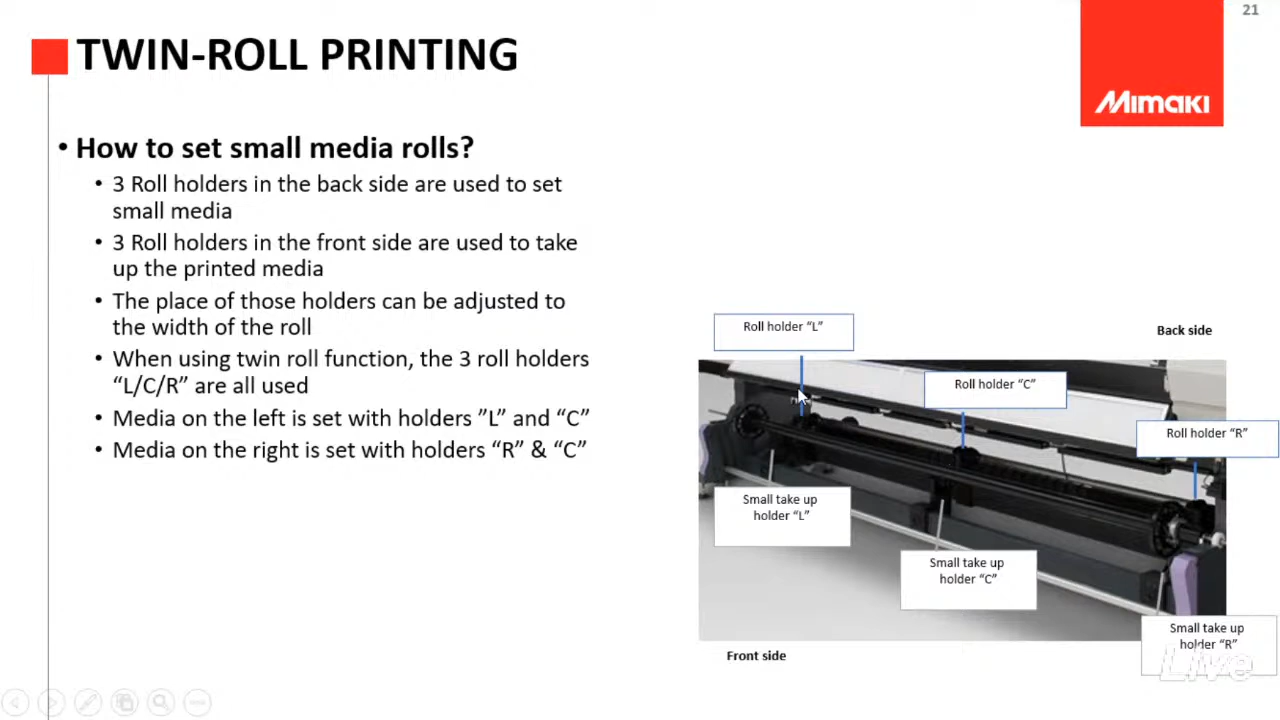 21
TWIN-ROLL PRINTING
Mimaki
• How to set small media rolls?
• 3 Roll holders in the back side are used to set
small media
• 3 Roll holders in the front side are used to take
up the printed media
• The place of those holders can be adjusted to
the width of the roll
• When using twin roll function, the 3 roll holders
“L/C/R” are all used
• Media on the left is set with holders ”L” and “C”
• Media on the right is set with holders “R” & “C”
Roll holder “L”
Back side
Roll holder “C”
Roll holder “R”
Small take up
holder “L”
Small take up
holder “C”
Small take up
holder “R”
Front side
Live